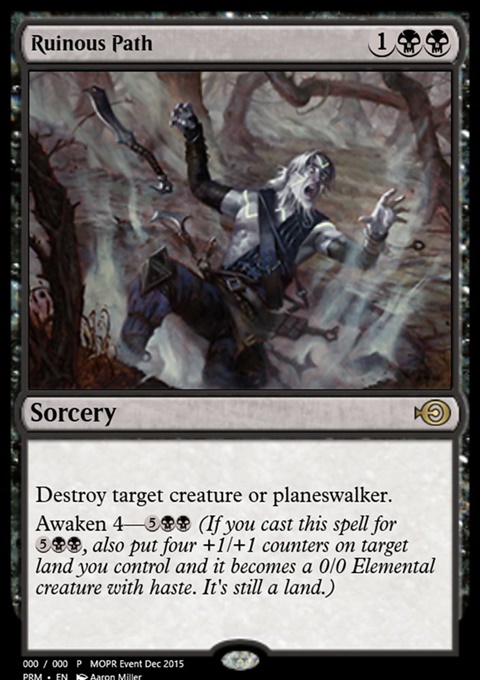 Ruinous Path 1
Sorcery
Destroy target creature or planeswalker.
Awaken 4—5 (If you cast this spell for
5, also put four +1/+1 counters on target
land you control and it becomes a 0/0 Elemental
creature with haste. It's still a land.)
000 / 000 P MOPR Event Dec 2015
PRM • EN Aaron Miller